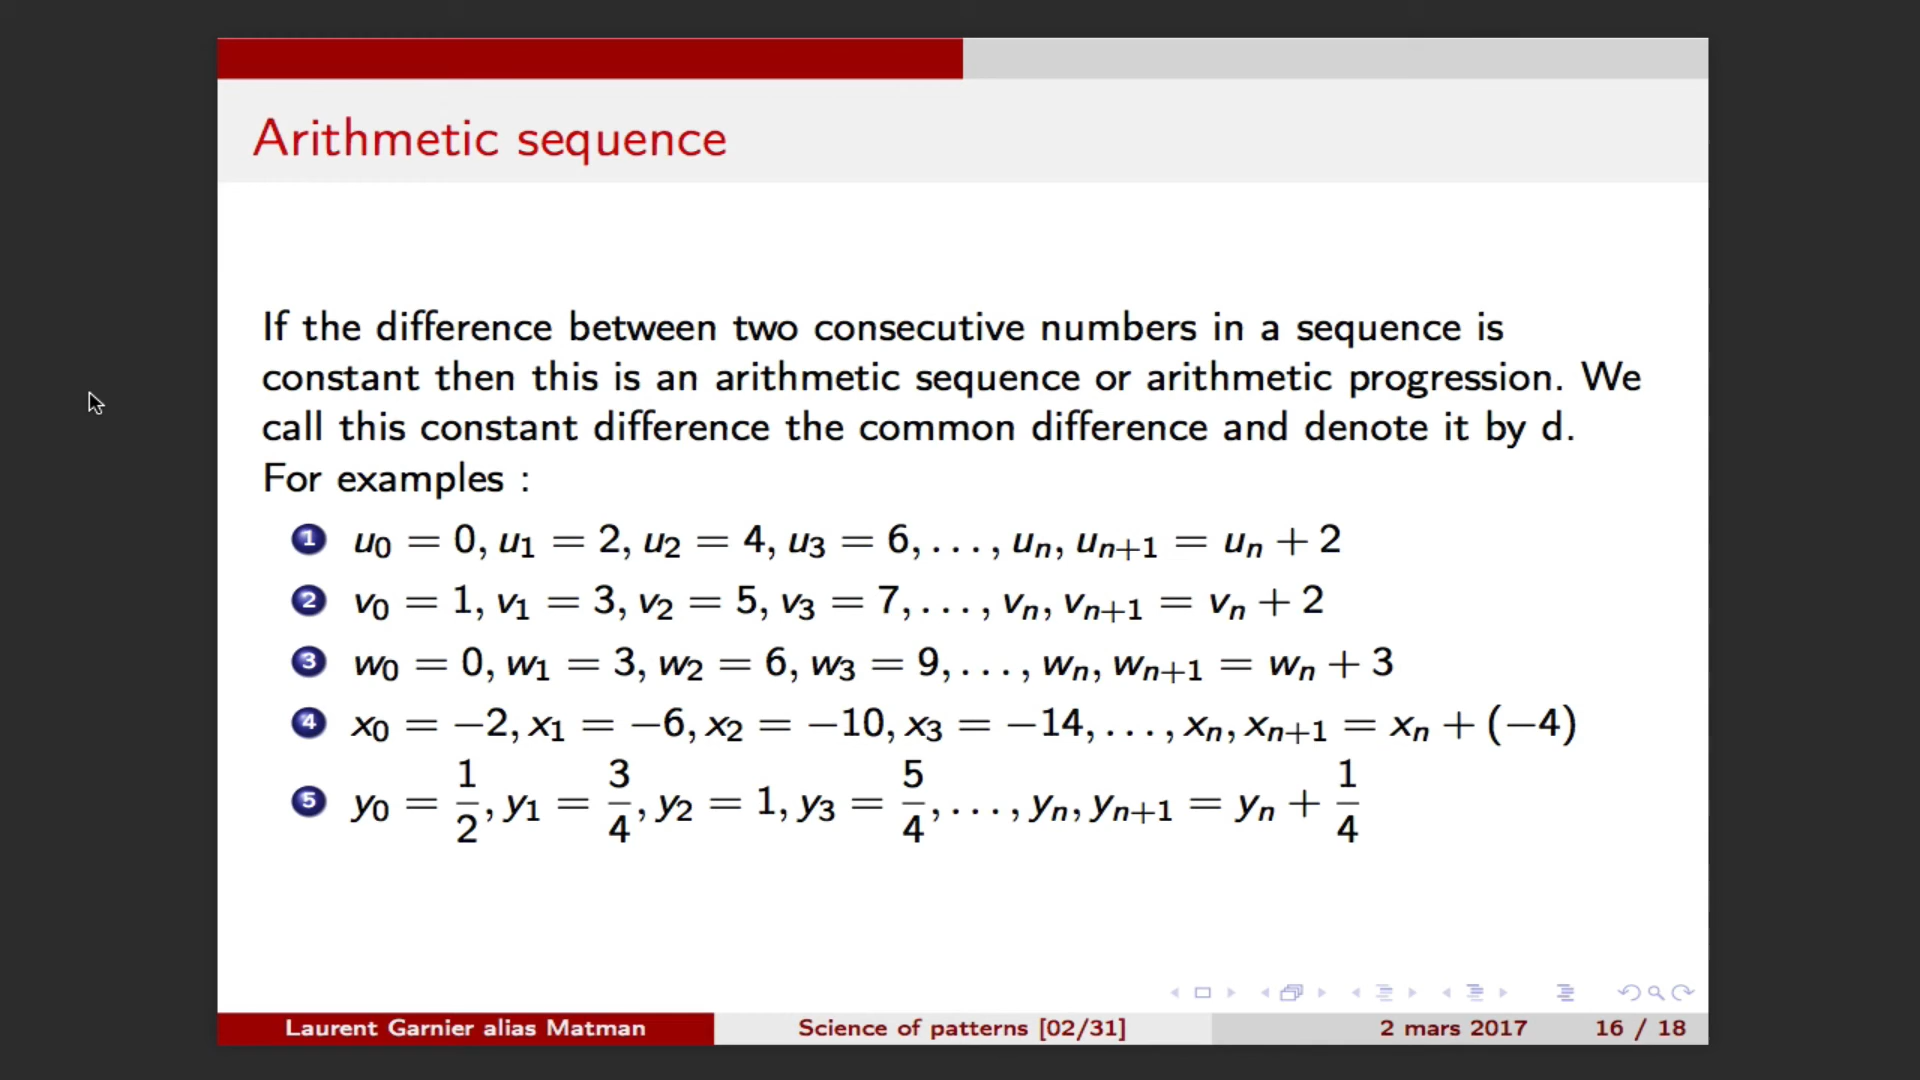 Arithmetic sequence
If the difference between two consecutive numbers in a sequence is
constant then this is an arithmetic sequence or arithmetic progression. We
call this constant difference the common difference and denote it by d.
For examples :
1 u₀ = 0, u₁ = 2, u₂ = 4, u₃ = 6, . . . , uₙ, uₙ₊₁ = uₙ + 2
2 v₀ = 1, v₁ = 3, v₂ = 5, v₃ = 7, . . . , vₙ, vₙ₊₁ = vₙ + 2
3 w₀ = 0, w₁ = 3, w₂ = 6, w₃ = 9, . . . , wₙ, wₙ₊₁ = wₙ + 3
4 x₀ = −2, x₁ = −6, x₂ = −10, x₃ = −14, . . . , xₙ, xₙ₊₁ = xₙ + (−4)
5 y₀ = 1/2, y₁ = 3/4, y₂ = 1, y₃ = 5/4, . . . , yₙ, yₙ₊₁ = yₙ + 1/4
Laurent Garnier alias Matman Science of patterns [02/31] 2 mars 2017 16 / 18